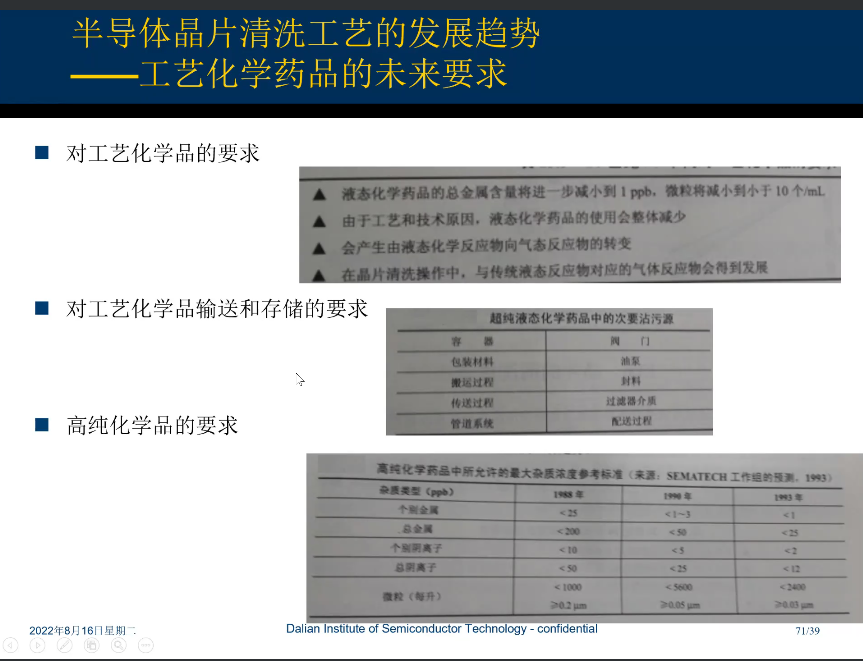 半导体晶片清洗工艺的发展趋势
——工艺化学药品的未来要求
对工艺化学品的要求
▲ 液态化学药品的总金属含量将进一步减小到 1 ppb，微粒将减小到小于 10 个/mL
▲ 由于工艺和技术原因，液态化学药品的使用会整体减少
▲ 会产生由液态化学反应物向气态反应物的转变
▲ 在晶片清洗操作中，与传统液态反应物对应的气体反应物会得到发展
对工艺化学品输送和存储的要求
超纯液态化学药品中的次要沾污源
容 器 阀 门
包装材料 油泵
搬运过程 封料
传送过程 过滤器介质
管道系统 配送过程
高纯化学品的要求
高纯化学药品中所允许的最大杂质浓度参考标准（来源：SEMATECH 工作组的预测，1993）
杂质类型（ppb） 1988 年 1990 年 1993 年
个别金属 <25 <1~3 <1
总金属 <200 <50 <25
个别阴离子 <10 <5 <2
总阴离子 <50 <25 <12
微粒（每升） <1000 <5600 <2400
≥0.2 μm ≥0.05 μm ≥0.03 μm
2022年8月16日星期二
Dalian Institute of Semiconductor Technology - confidential
71/39